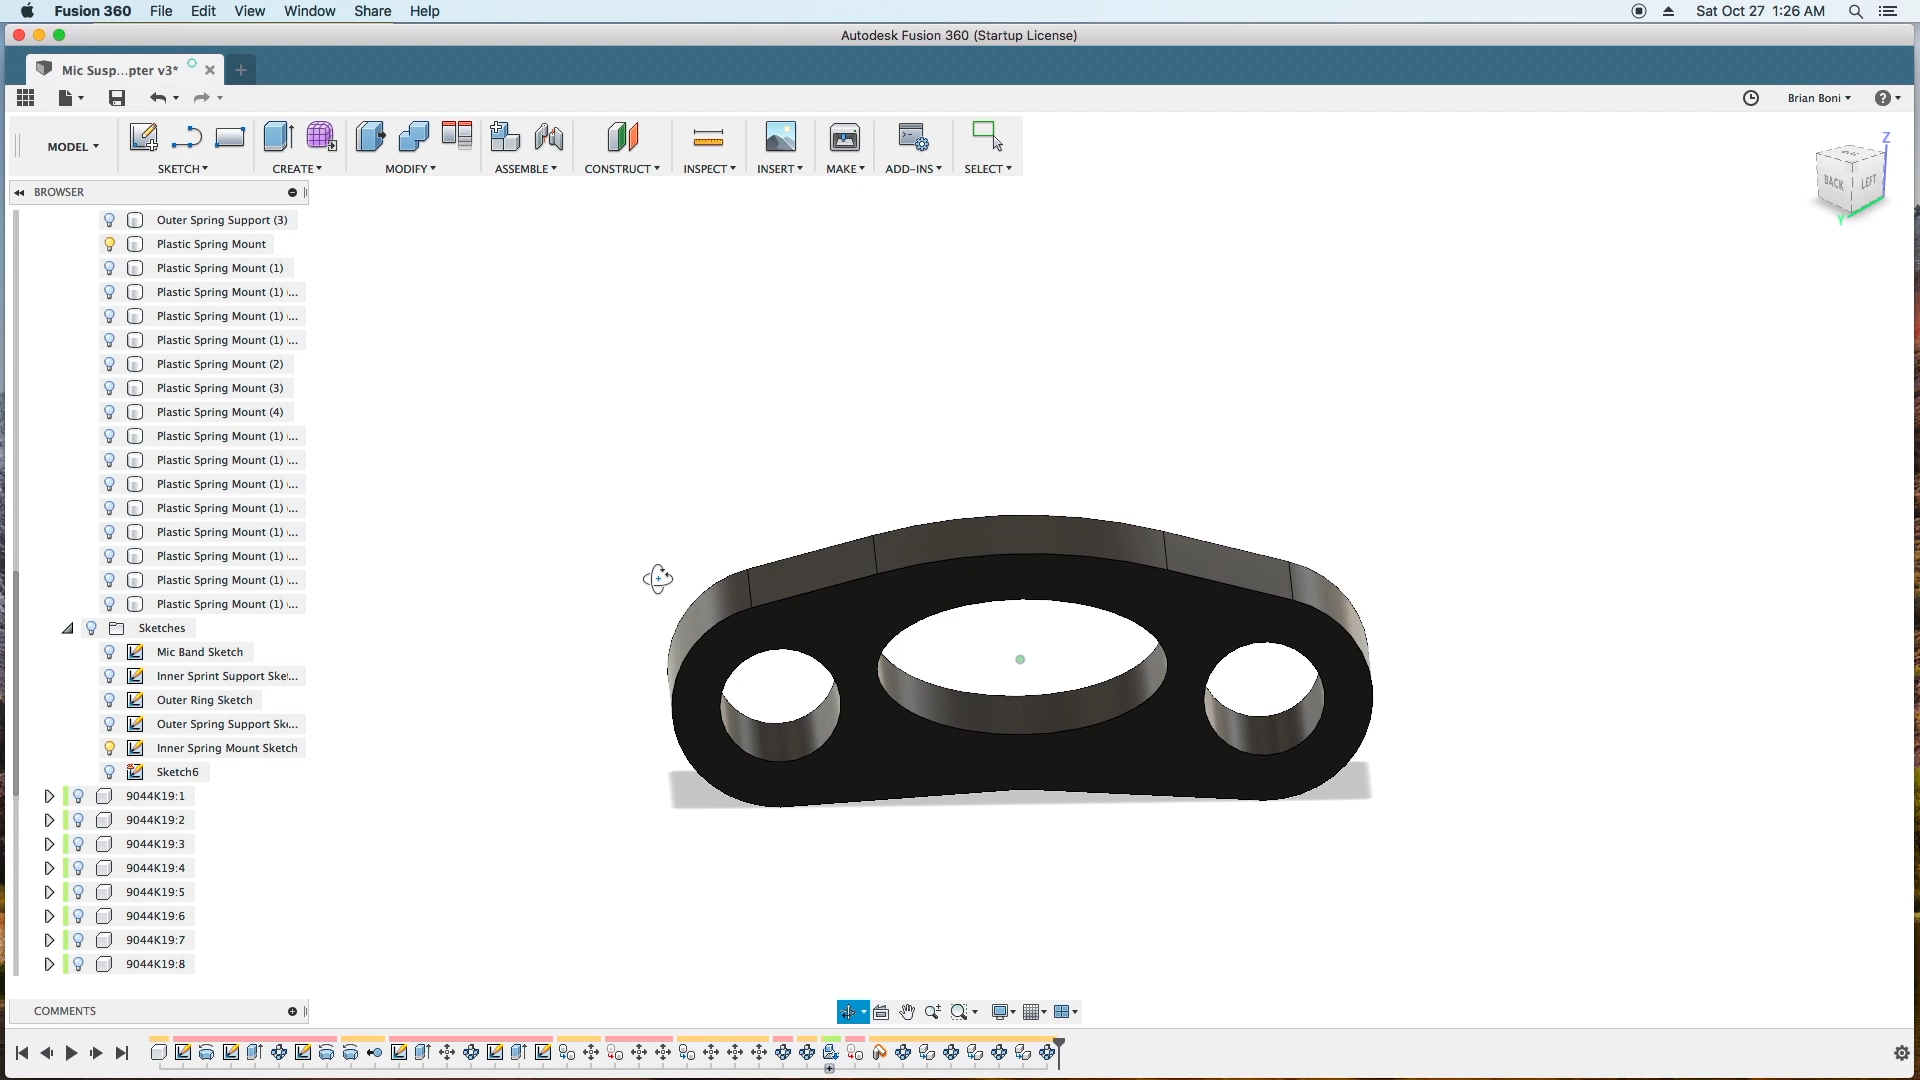 Fusion 360 File Edit View Window Share Help Sat Oct 27 1:26 AM
Autodesk Fusion 360 (Startup License)
Mic Susp...pter v3*
Brian Boni
MODEL
SKETCH CREATE MODIFY ASSEMBLE CONSTRUCT INSPECT INSERT MAKE ADD-INS SELECT
Z
BACK LEFT
Y
BROWSER
Outer Spring Support (3)
Plastic Spring Mount
Plastic Spring Mount (1)
Plastic Spring Mount (1) ...
Plastic Spring Mount (1) ...
Plastic Spring Mount (1) ...
Plastic Spring Mount (2)
Plastic Spring Mount (3)
Plastic Spring Mount (4)
Plastic Spring Mount (1) ...
Plastic Spring Mount (1) ...
Plastic Spring Mount (1) ...
Plastic Spring Mount (1) ...
Plastic Spring Mount (1) ...
Plastic Spring Mount (1) ...
Plastic Spring Mount (1) ...
Plastic Spring Mount (1) ...
Sketches
Mic Band Sketch
Inner Sprint Support Ske...
Outer Ring Sketch
Outer Spring Support Sk...
Inner Spring Mount Sketch
Sketch6
9044K19:1
9044K19:2
9044K19:3
9044K19:4
9044K19:5
9044K19:6
9044K19:7
9044K19:8
COMMENTS